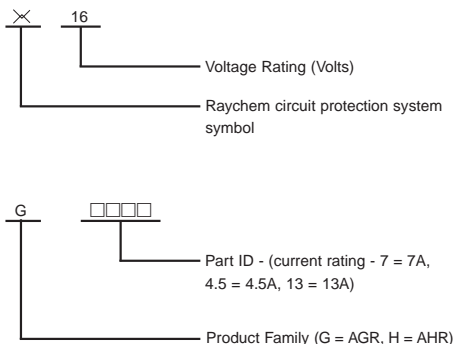 16
Voltage Rating (Volts)
Raychem circuit protection system
symbol
G □□□□
Part ID - (current rating - 7 = 7A,
4.5 = 4.5A, 13 = 13A)
Product Family (G = AGR, H = AHR)